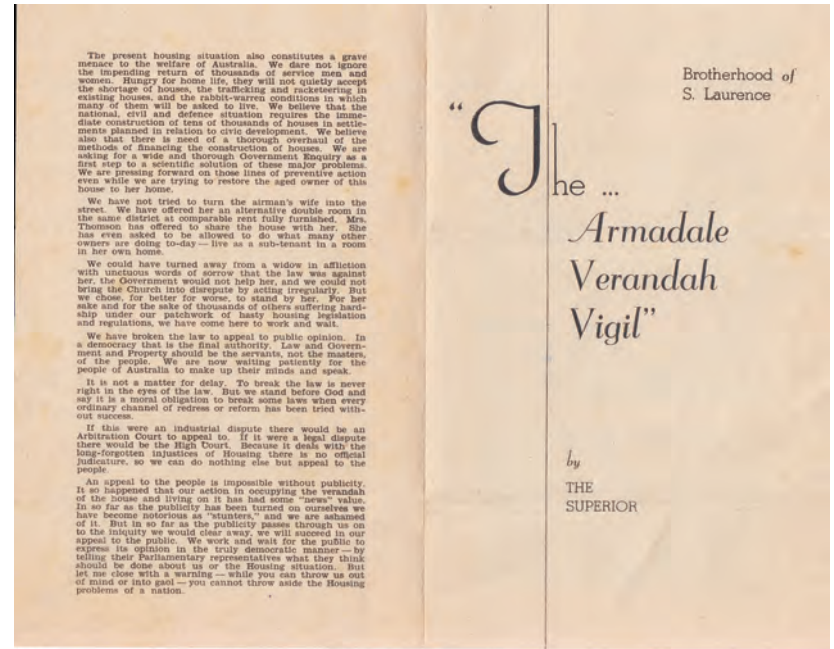 The present housing situation also constitutes a grave
menace to the welfare of Australia. We dare not ignore
the impending return of thousands of service men and
women. Hungry for home life, they will not quietly accept
the shortage of houses, the trafficking and racketeering in
existing houses, and the rabbit-warren conditions in which
many of them will be asked to live. We believe that the
national, civil and defence situation requires the imme-
diate construction of tens of thousands of houses in settle-
ments planned in relation to civic development. We believe
also that there is need of a thorough overhaul of the
methods of financing the construction of houses. We are
asking for a wide and thorough Government Enquiry as a
first step to a scientific solution of these major problems.
We are pressing forward on those lines of preventive action
even while we are trying to restore the aged owner of this
house to her home.
We have not tried to turn the airman's wife into the
street. We have offered her an alternative double room in
the same district at comparable rent fully furnished. Mrs.
Thomson has offered to share the house with her. She
has even asked to be allowed to do what many other
owners are doing to-day — live as a sub-tenant in a room
in her own home.
We could have turned away from a widow in affliction
with unctuous words of sorrow that the law was against
her, the Government would not help her, and we could not
bring the Church into disrepute by acting irregularly. But
we chose, for better for worse, to stand by her. For her
sake and for the sake of thousands of others suffering hard-
ship under our patchwork of hasty housing legislation
and regulations, we have come here to work and wait.
We have broken the law to appeal to public opinion. In
a democracy that is the final authority. Law and Govern-
ment and Property should be the servants, not the masters,
of the people. We are now waiting patiently for the
people of Australia to make up their minds and speak.
It is not a matter for delay. To break the law is never
right in the eyes of the law. But we stand before God and
say it is a moral obligation to break some laws when every
ordinary channel of redress or reform has been tried with-
out success.
If this were an industrial dispute there would be an
Arbitration Court to appeal to. If it were a legal dispute
there would be the High Court. Because it deals with the
long-forgotten injustices of Housing there is no official
judicature, so we can do nothing else but appeal to the
people.
An appeal to the people is impossible without publicity.
It so happened that our action in occupying the verandah
of the house and living on it has had some "news" value.
In so far as the publicity has been turned on ourselves we
have become notorious as "stunters," and we are ashamed
of it. But in so far as the publicity passes through us on
to the iniquity we would clear away, we will succeed in our
appeal to the public. We work and wait for the public to
express its opinion in the truly democratic manner — by
telling their Parliamentary representatives what they think
should be done about us or the Housing situation. But
let me close with a warning — while you can throw us out
of mind or into gaol — you cannot throw aside the Housing
problems of a nation.
Brotherhood of
S. Laurence
"The ...
Armadale
Verandah
Vigil"
by
THE
SUPERIOR